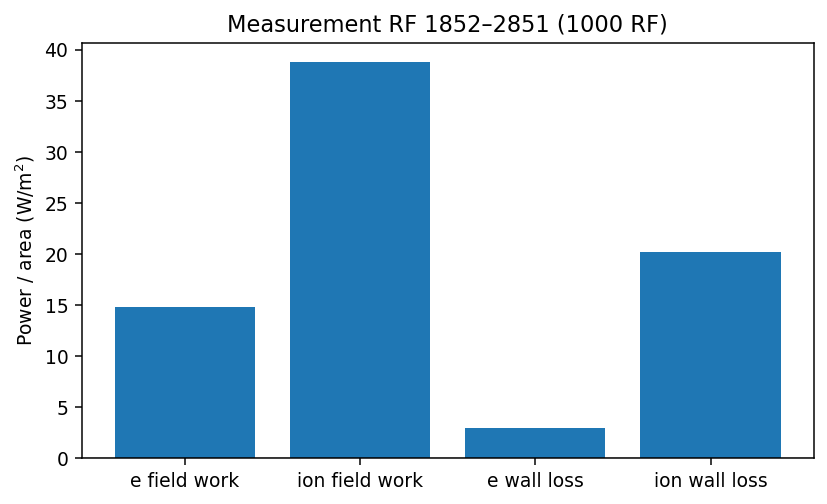 Measurement RF 1852–2851 (1000 RF)
Power / area (W/m²)
40
35
30
25
20
15
10
5
0
e field work
ion field work
e wall loss
ion wall loss